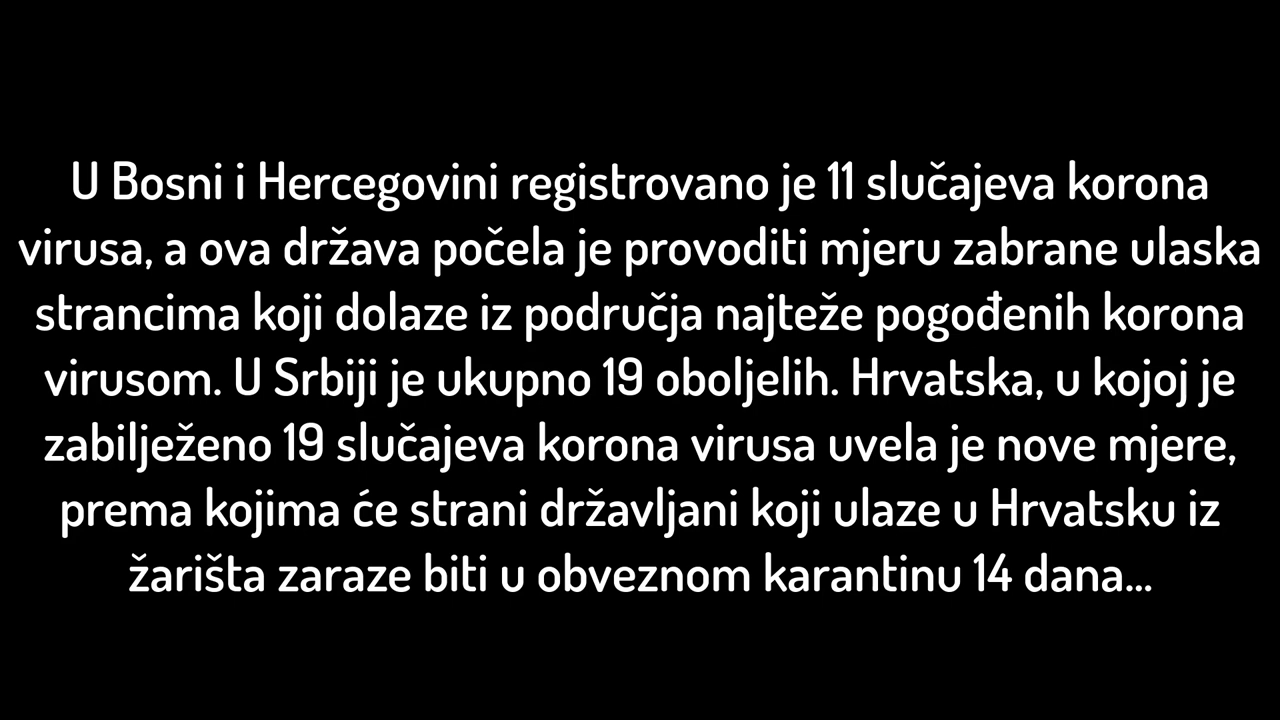 U Bosni i Hercegovini registrovano je 11 slučajeva korona
virusa, a ova država počela je provoditi mjeru zabrane ulaska
strancima koji dolaze iz područja najteže pogođenih korona
virusom. U Srbiji je ukupno 19 oboljelih. Hrvatska, u kojoj je
zabilježeno 19 slučajeva korona virusa uvela je nove mjere,
prema kojima će strani državljani koji ulaze u Hrvatsku iz
žarišta zaraze biti u obveznom karantinu 14 dana...